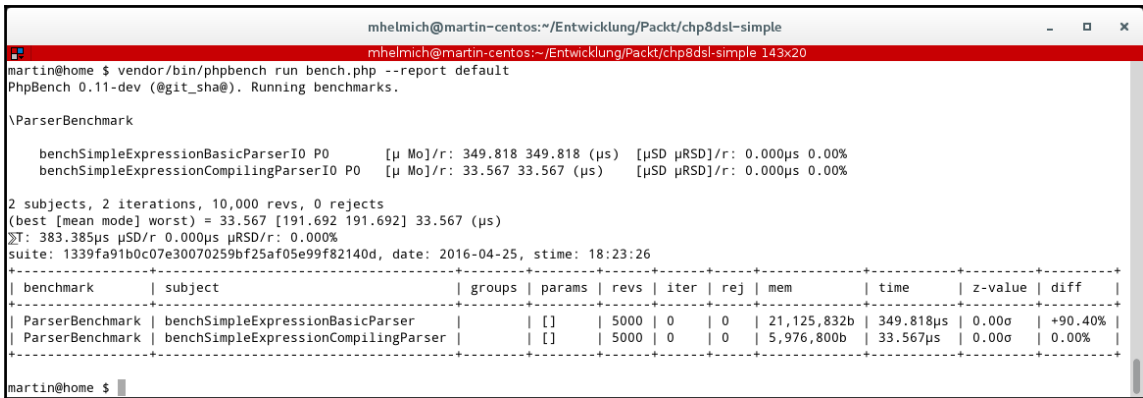 mhelmich@martin-centos:~/Entwicklung/Packt/chp8dsl-simple
mhelmich@martin-centos:~/Entwicklung/Packt/chp8dsl-simple 143x20
martin@home $ vendor/bin/phpbench run bench.php --report default
PhpBench 0.11-dev (@git_sha@). Running benchmarks.
\ParserBenchmark
benchSimpleExpressionBasicParserI0 P0 [μ Mo]/r: 349.818 349.818 (μs) [μSD μRSD]/r: 0.000μs 0.00%
benchSimpleExpressionCompilingParserI0 P0 [μ Mo]/r: 33.567 33.567 (μs) [μSD μRSD]/r: 0.000μs 0.00%
2 subjects, 2 iterations, 10,000 revs, 0 rejects
(best [mean mode] worst) = 33.567 [191.692 191.692] 33.567 (μs)
⅀T: 383.385μs μSD/r 0.000μs μRSD/r: 0.000%
suite: 1339fa91b0c07e30070259bf25af05e99f82140d, date: 2016-04-25, stime: 18:23:26
| benchmark | subject | groups | params | revs | iter | rej | mem | time | z-value | diff |
| ParserBenchmark | benchSimpleExpressionBasicParser | | [] | 5000 | 0 | 0 | 21,125,832b | 349.818μs | 0.00σ | +90.40% |
| ParserBenchmark | benchSimpleExpressionCompilingParser | | [] | 5000 | 0 | 0 | 5,976,800b | 33.567μs | 0.00σ | 0.00% |
martin@home $